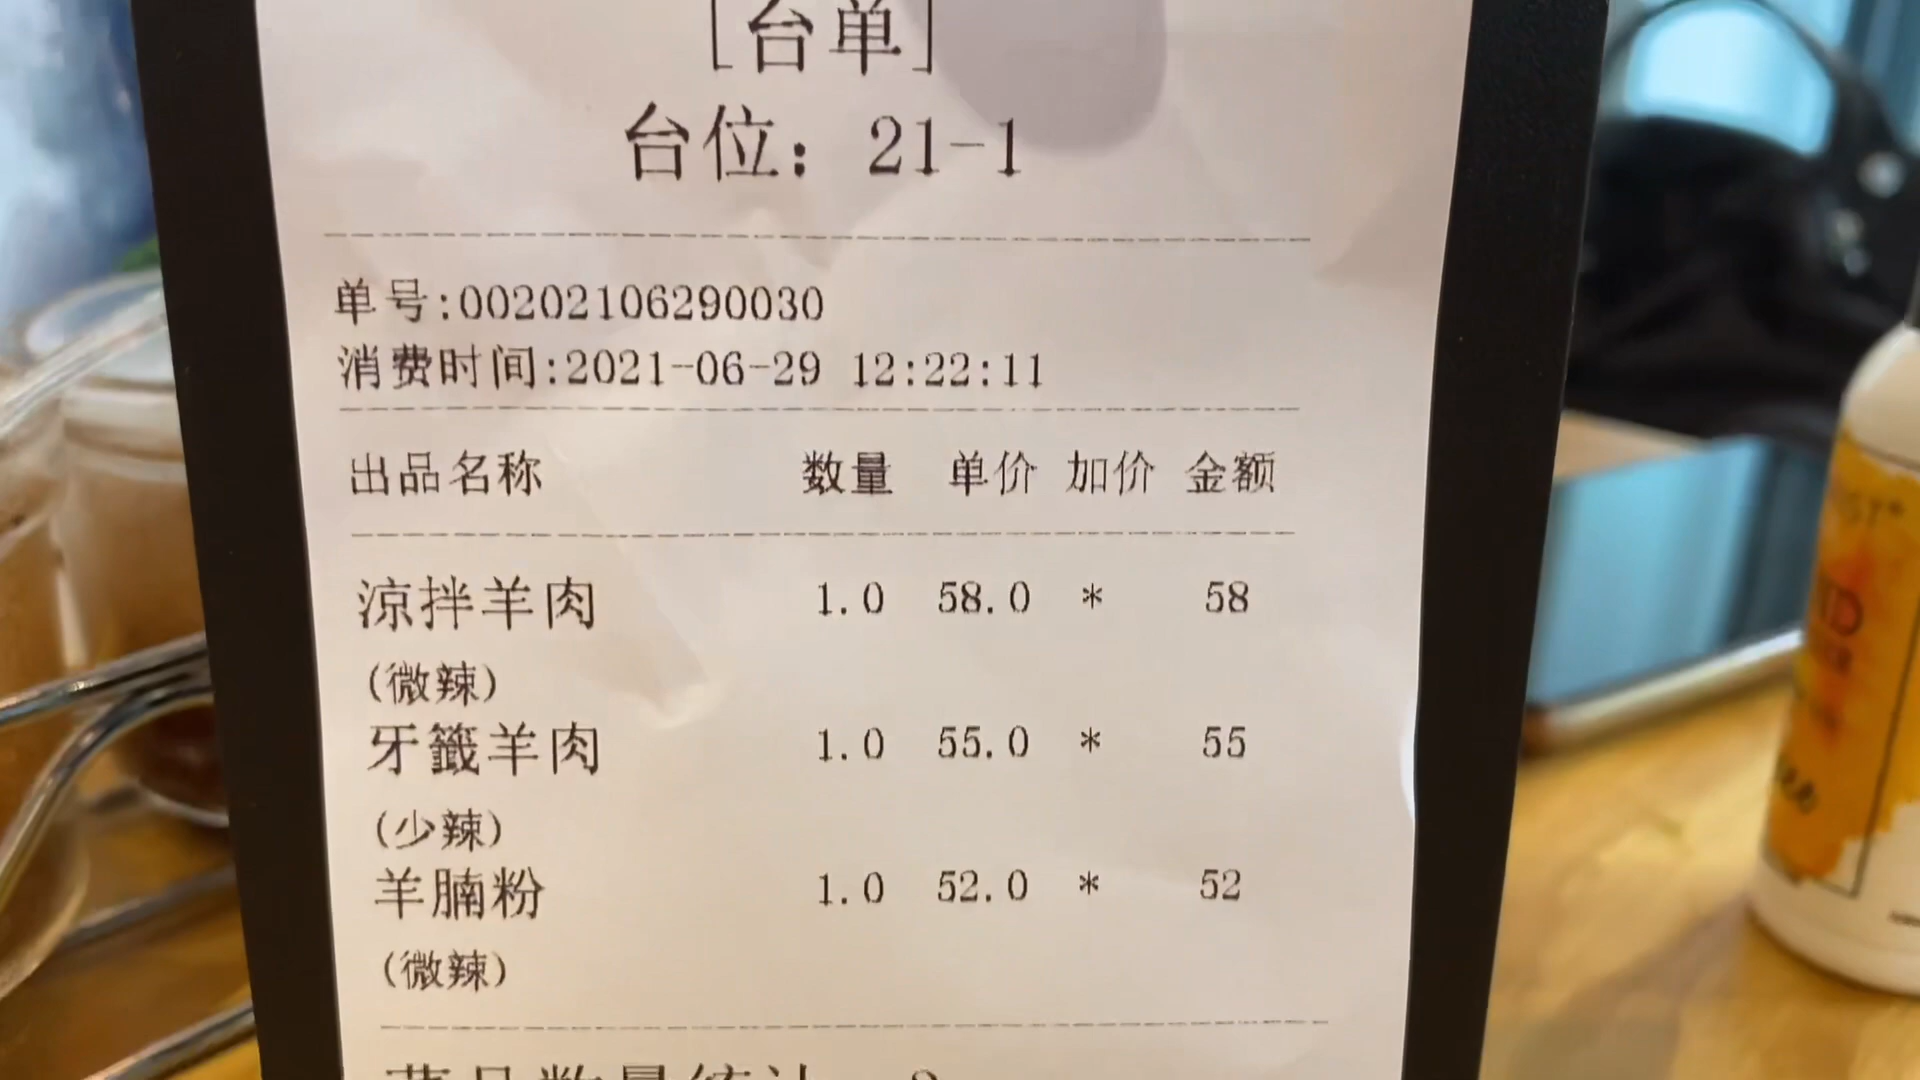 [台单]
台位：21-1
单号:00202106290030
消费时间:2021-06-29 12:22:11
出品名称 数量 单价 加价 金额
凉拌羊肉 1.0 58.0 * 58
(微辣)
牙籤羊肉 1.0 55.0 * 55
(少辣)
羊腩粉 1.0 52.0 * 52
(微辣)